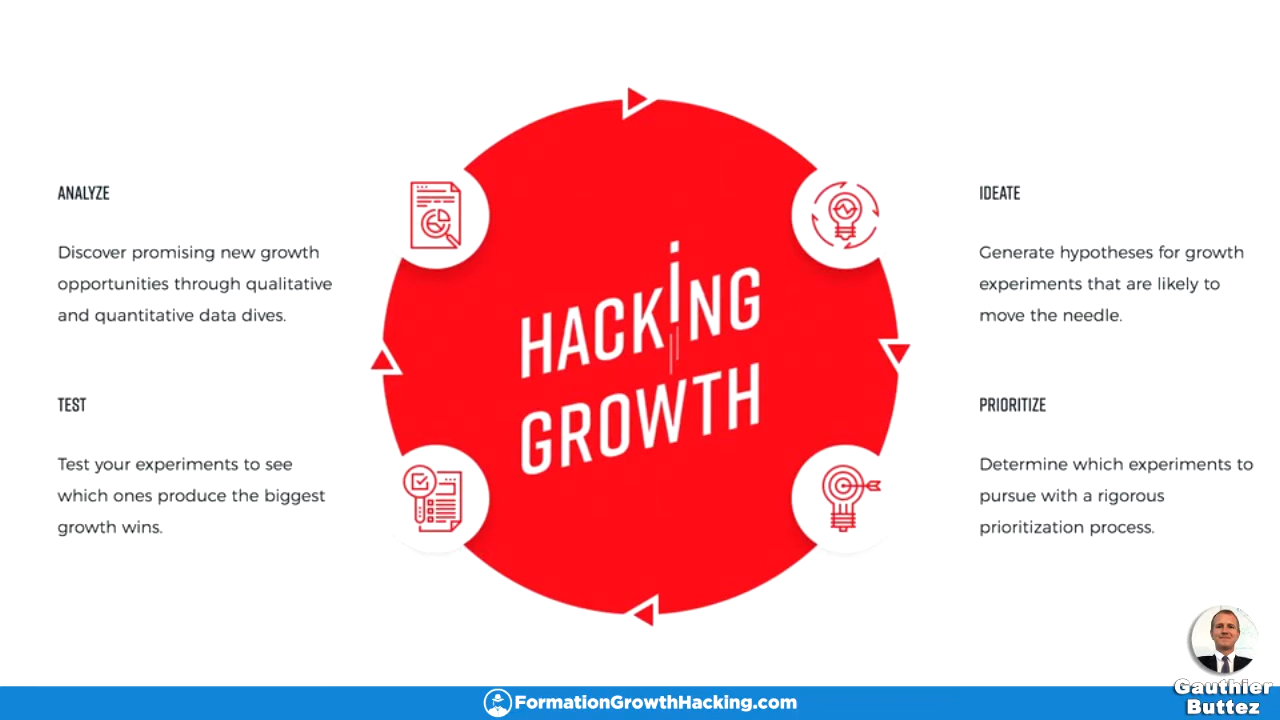 ANALYZE
Discover promising new growth
opportunities through qualitative
and quantitative data dives.
TEST
Test your experiments to see
which ones produce the biggest
growth wins.
HACKiNG
GROWTH
IDEATE
Generate hypotheses for growth
experiments that are likely to
move the needle.
PRIORITIZE
Determine which experiments to
pursue with a rigorous
prioritization process.
FormationGrowthHacking.com
Gauthier
Buttez